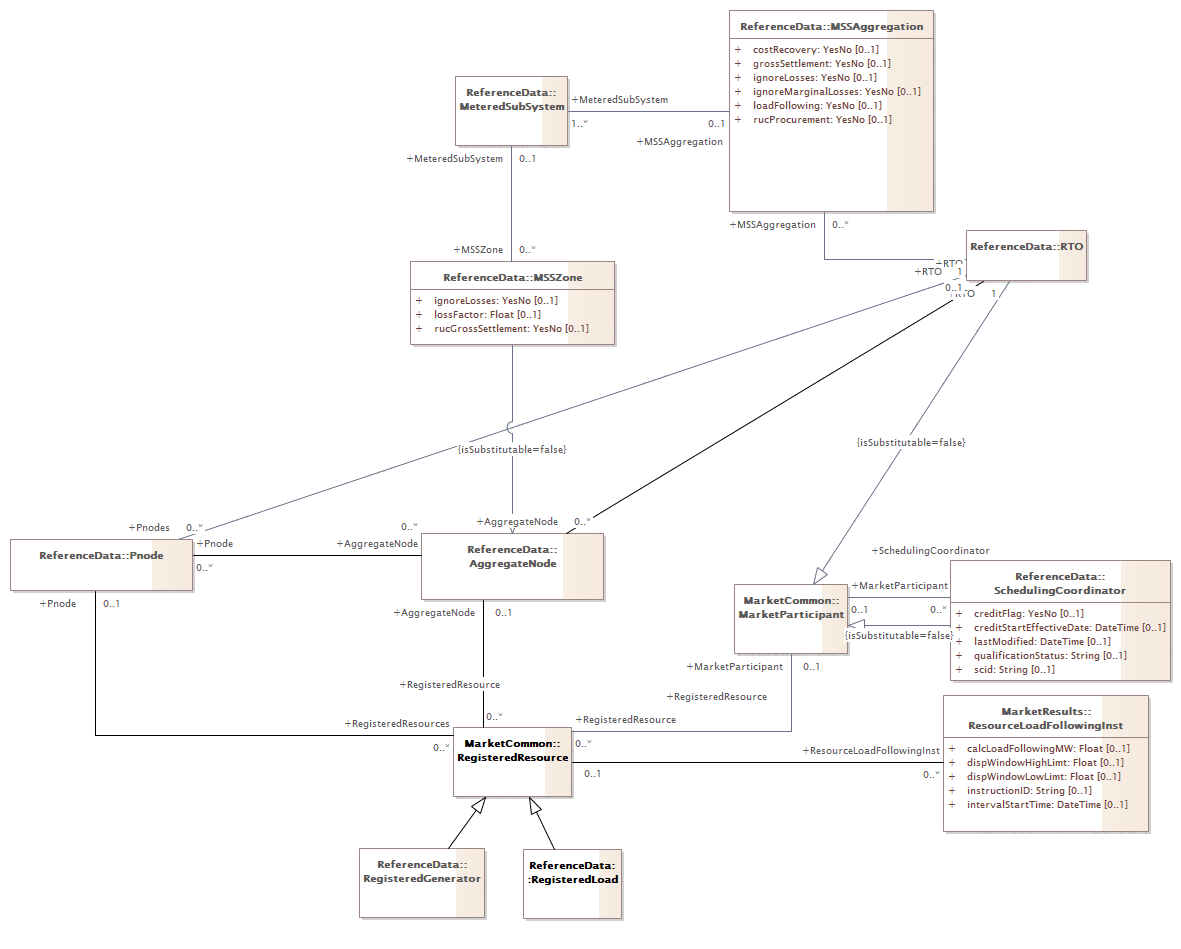 ReferenceData::MSSAggregation
+ costRecovery: YesNo [0..1]
+ grossSettlement: YesNo [0..1]
+ ignoreLosses: YesNo [0..1]
+ ignoreMarginalLosses: YesNo [0..1]
+ loadFollowing: YesNo [0..1]
+ rucProcurement: YesNo [0..1]
ReferenceData::
MeteredSubSystem
+MeteredSubSystem
1..*
0..1
+MSSAggregation
+MeteredSubSystem 0..1
+MSSAggregation 0..*
ReferenceData::RTO
+MSSZone 0..*
+RTO
+RTO 1
0..1
+RTO 1
ReferenceData::MSSZone
+ ignoreLosses: YesNo [0..1]
+ lossFactor: Float [0..1]
+ rucGrossSettlement: YesNo [0..1]
{isSubstitutable=false}
{isSubstitutable=false}
+Pnodes 0..*
0..*
+AggregateNode 0..*
ReferenceData::Pnode
+Pnode
0..*
+AggregateNode
ReferenceData::
AggregateNode
+SchedulingCoordinator
ReferenceData::
SchedulingCoordinator
+ creditFlag: YesNo [0..1]
+ creditStartEffectiveDate: DateTime [0..1]
+ lastModified: DateTime [0..1]
+ qualificationStatus: String [0..1]
+ scid: String [0..1]
MarketCommon::
MarketParticipant
+MarketParticipant
0..1
0..*
{isSubstitutable=false}
+Pnode 0..1
+AggregateNode 0..1
+MarketParticipant 0..1
+RegisteredResource
+RegisteredResource
0..*
+RegisteredResources
0..*
+RegisteredResource
0..*
MarketCommon::
RegisteredResource
0..1
+ResourceLoadFollowingInst
0..*
MarketResults::
ResourceLoadFollowingInst
+ calcLoadFollowingMW: Float [0..1]
+ dispWindowHighLimt: Float [0..1]
+ dispWindowLowLimt: Float [0..1]
+ instructionID: String [0..1]
+ intervalStartTime: DateTime [0..1]
ReferenceData::
RegisteredGenerator
ReferenceData:
:RegisteredLoad